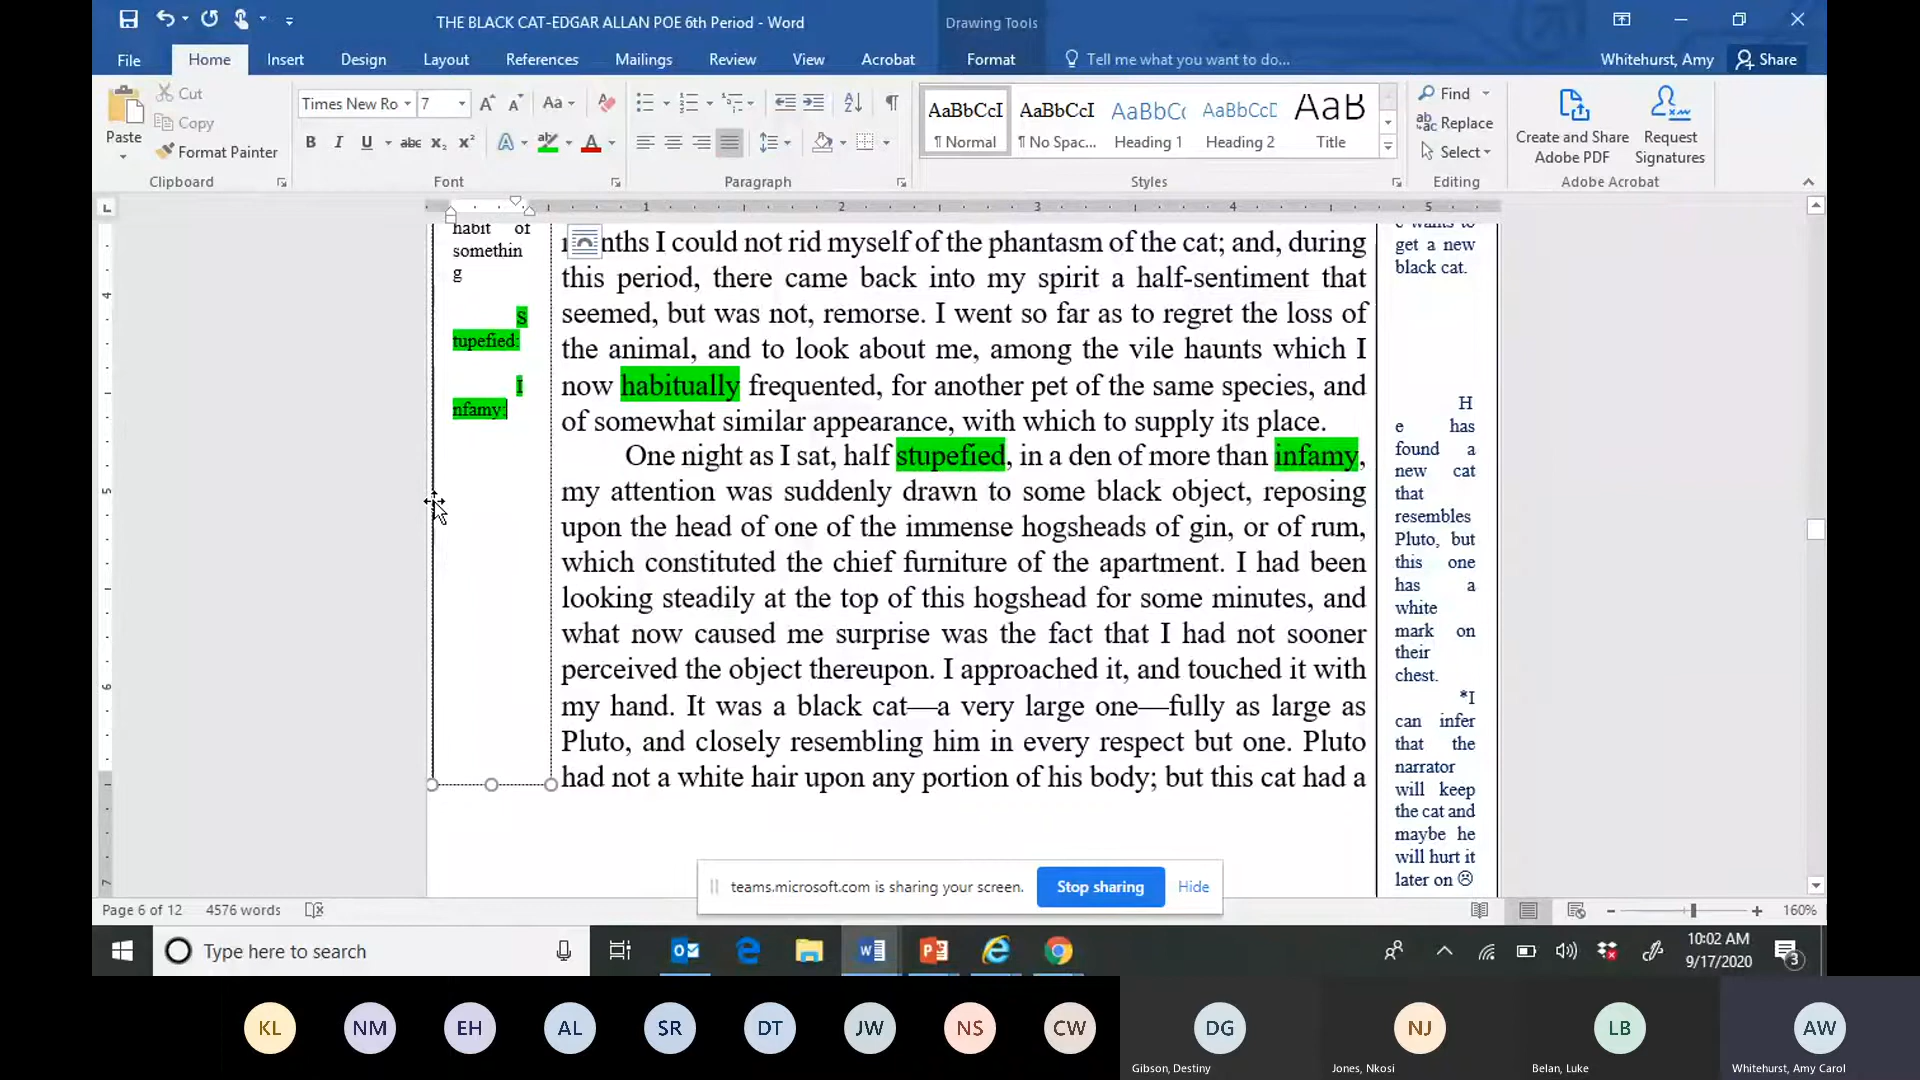 THE BLACK CAT-EDGAR ALLAN POE 6th Period - Word
Drawing Tools
File
Home
Insert
Design
Layout
References
Mailings
Review
View
Acrobat
Format
Tell me what you want to do...
Whitehurst, Amy
Share
Paste
Cut
Copy
Format Painter
Clipboard
Times New Ro
7
Font
Paragraph
AaBbCcI
¶ Normal
AaBbCcI
¶ No Spac...
AaBbCc
Heading 1
AaBbCcE
Heading 2
AaB
Title
Styles
Find
Replace
Select
Editing
Create and Share
Adobe PDF
Request
Signatures
Adobe Acrobat
1 2 3 4 5
4
5
6
7
habit of
somethin
g
S
tupefied:
I
nfamy:
nths I could not rid myself of the phantasm of the cat; and, during
this period, there came back into my spirit a half-sentiment that
seemed, but was not, remorse. I went so far as to regret the loss of
the animal, and to look about me, among the vile haunts which I
now habitually frequented, for another pet of the same species, and
of somewhat similar appearance, with which to supply its place.
One night as I sat, half stupefied, in a den of more than infamy,
my attention was suddenly drawn to some black object, reposing
upon the head of one of the immense hogsheads of gin, or of rum,
which constituted the chief furniture of the apartment. I had been
looking steadily at the top of this hogshead for some minutes, and
what now caused me surprise was the fact that I had not sooner
perceived the object thereupon. I approached it, and touched it with
my hand. It was a black cat—a very large one—fully as large as
Pluto, and closely resembling him in every respect but one. Pluto
had not a white hair upon any portion of his body; but this cat had a
e wants to
get a new
black cat.
H
e has
found a
new cat
that
resembles
Pluto, but
this one
has a
white
mark on
their
chest.
*I
can infer
that the
narrator
will keep
the cat and
maybe he
will hurt it
later on ☹
teams.microsoft.com is sharing your screen.
Stop sharing
Hide
Page 6 of 12
4576 words
160%
Type here to search
10:02 AM
9/17/2020
3
KL
NM
EH
AL
SR
DT
JW
NS
CW
DG
NJ
LB
AW
Gibson, Destiny
Jones, Nkosi
Belan, Luke
Whitehurst, Amy Carol